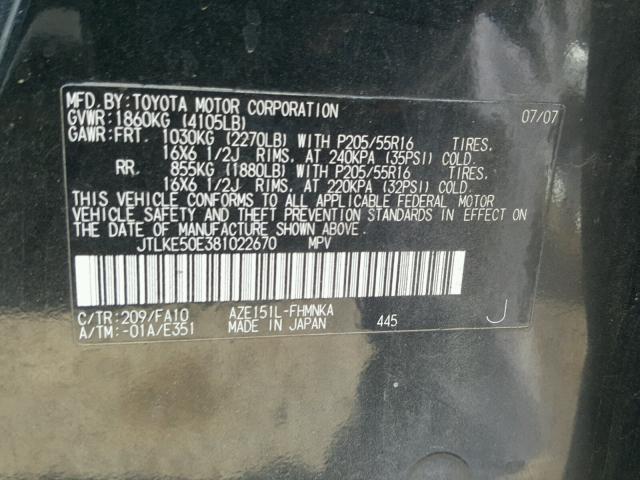 MFD. BY: TOYOTA MOTOR CORPORATION 07/07
GVWR: 1860KG (4105LB)
GAWR: FRT. 1030KG (2270LB) WITH P205/55R16 TIRES.
16X6 1/2J RIMS, AT 240KPA (35PSI) COLD.
RR. 855KG (1880LB) WITH P205/55R16 TIRES.
16X6 1/2J RIMS, AT 220KPA (32PSI) COLD.
THIS VEHICLE CONFORMS TO ALL APPLICABLE FEDERAL MOTOR
VEHICLE SAFETY AND THEFT PREVENTION STANDARDS IN EFFECT ON
THE DATE OF MANUFACTURE SHOWN ABOVE.
JTLKE50E381022670 MPV
C/TR: 209/FA10 AZE151L-FHMNKA
A/TM: -01A/E351 MADE IN JAPAN 445 J